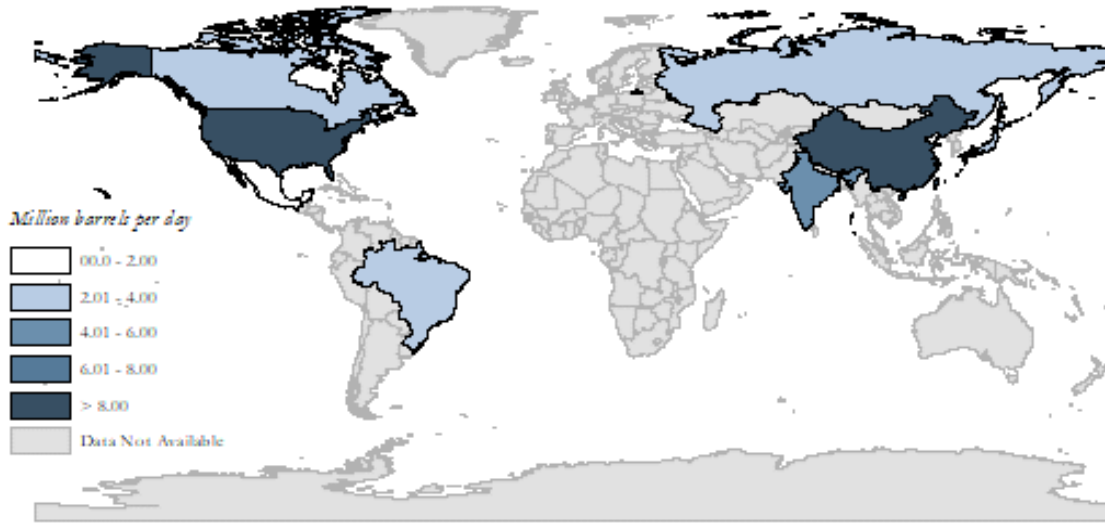 Million barrels per day
00.0 - 2.00
2.01 - 4.00
4.01 - 6.00
6.01 - 8.00
> 8.00
Data Not Available